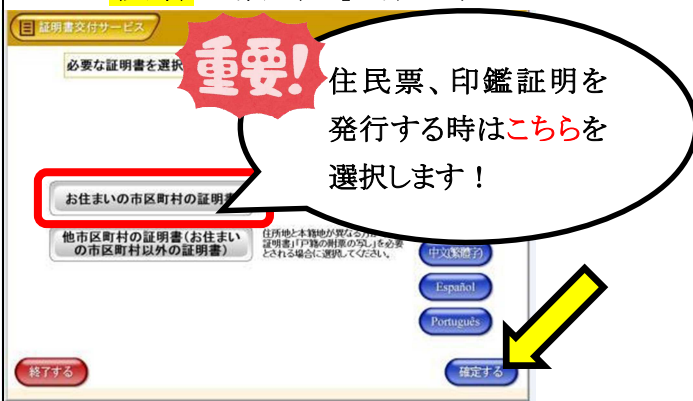 証明書交付サービス
必要な証明書を選択
重要!
住民票、印鑑証明を
発行する時はこちらを
選択します！
お住まいの市区町村の証明
他市区町村の証明書(お住まい
の市区町村以外の証明書)
住所地と本籍地が異なる方
証明書」「戸籍の附票の写し」を必要
とされる場合に選択してください。
中文(繁體字)
Español
Português
終了する
確定する